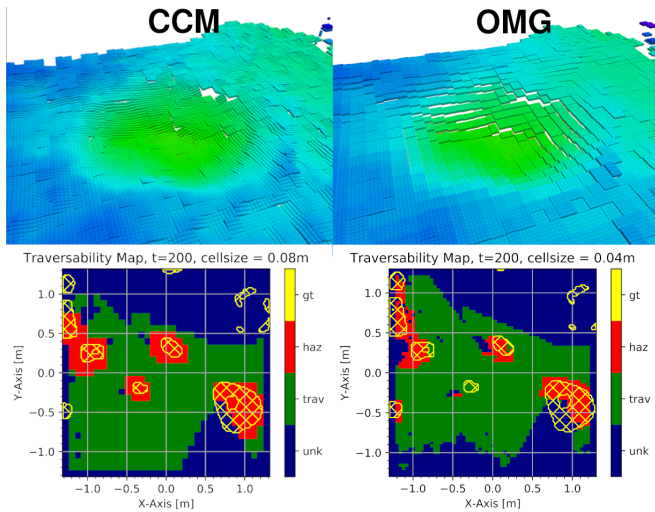 CCM
OMG
Traversability Map, t=200, cellsize = 0.08m
Y-Axis [m]
1.0
0.5
0.0
−0.5
−1.0
−1.0
−0.5
0.0
0.5
1.0
X-Axis [m]
gt
haz
trav
unk
Traversability Map, t=200, cellsize = 0.04m
Y-Axis [m]
1.0
0.5
0.0
−0.5
−1.0
−1.0
−0.5
0.0
0.5
1.0
X-Axis [m]
gt
haz
trav
unk